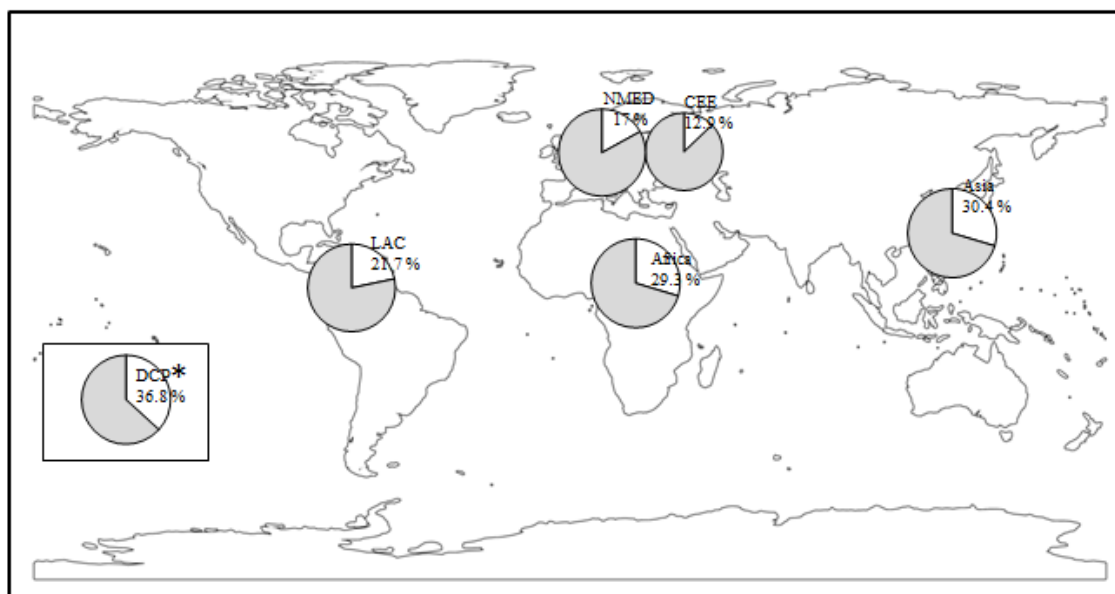 NMED
17%
CEE
12.9%
Asia
30.4%
LAC
21.7%
Africa
29.3%
DCP*
36.8%